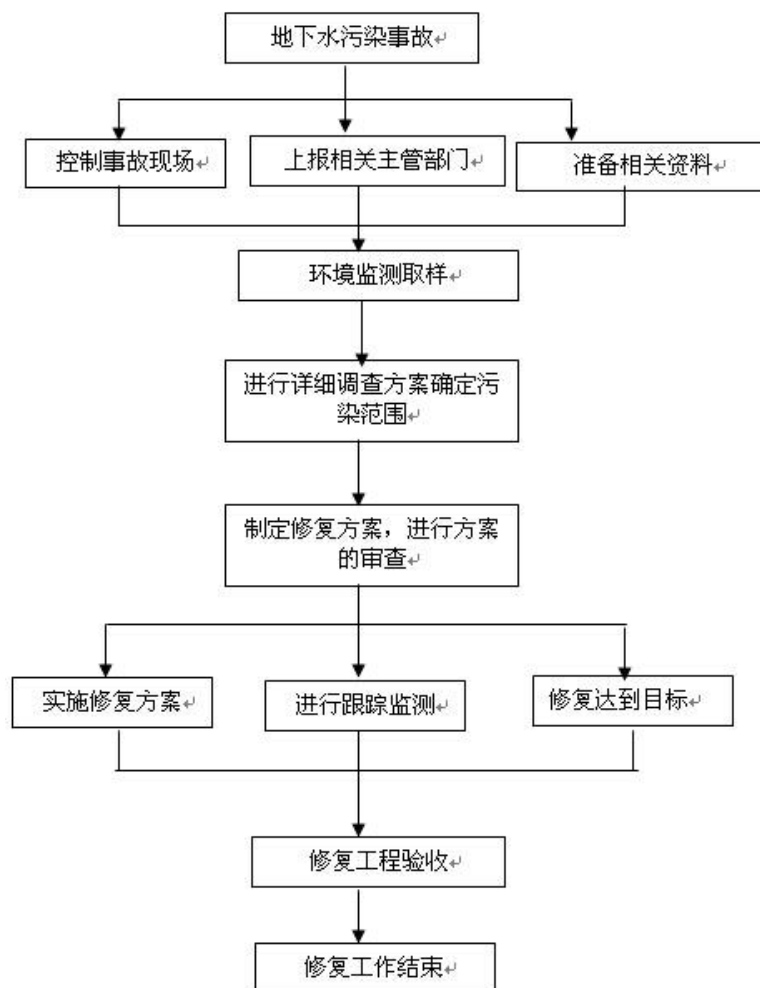 地下水污染事故
控制事故现场
上报相关主管部门
准备相关资料
环境监测取样
进行详细调查方案确定污
染范围
制定修复方案，进行方案
的审查
实施修复方案
进行跟踪监测
修复达到目标
修复工程验收
修复工作结束